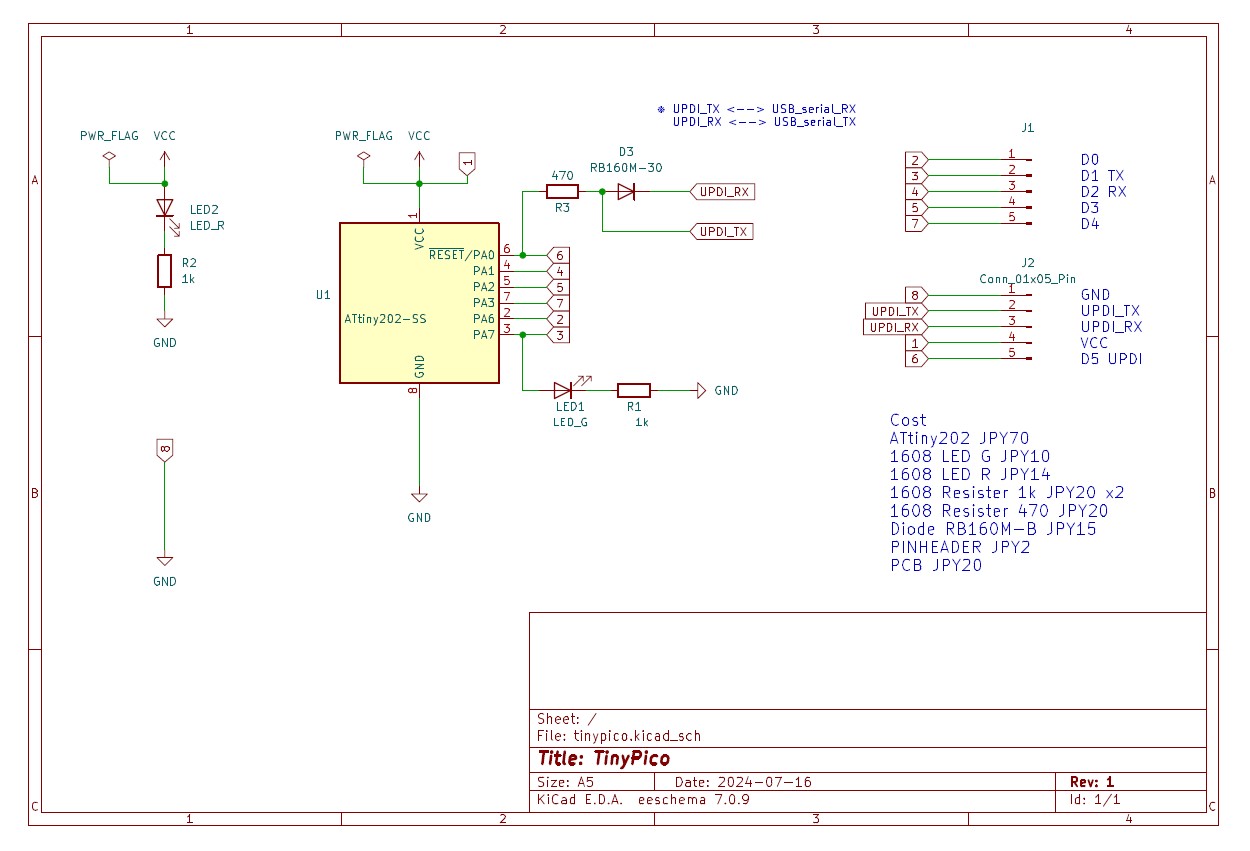 1 2 3 4
※ UPDI_TX <--> USB_serial_RX
UPDI_RX <--> USB_serial_TX
PWR_FLAG VCC
PWR_FLAG VCC
J1
D3
RB160M-30
1
A
A
470
R3
UPDI_RX
UPDI_TX
2 1 D0
3 2 D1 TX
4 3 D2 RX
5 4 D3
7 5 D4
LED2
LED_R
R2
1k
GND
1
VCC
U1
ATtiny202-SS
RESET/PA0 6 6
PA1 4 4
PA2 5 5
PA3 7 7
PA6 2 2
PA7 3 3
GND
8
J2
Conn_01x05_Pin
8 1 GND
UPDI_TX 2 UPDI_TX
UPDI_RX 3 UPDI_RX
1 4 VCC
6 5 D5 UPDI
LED1
LED_G
R1
1k
GND
8
GND
GND
B
B
Cost
ATtiny202 JPY70
1608 LED G JPY10
1608 LED R JPY14
1608 Resister 1k JPY20 x2
1608 Resister 470 JPY20
Diode RB160M-B JPY15
PINHEADER JPY2
PCB JPY20
Sheet: /
File: tinypico.kicad_sch
Title: TinyPico
Size: A5 Date: 2024-07-16 Rev: 1
KiCad E.D.A. eeschema 7.0.9 Id: 1/1
C
C
1 2 3 4